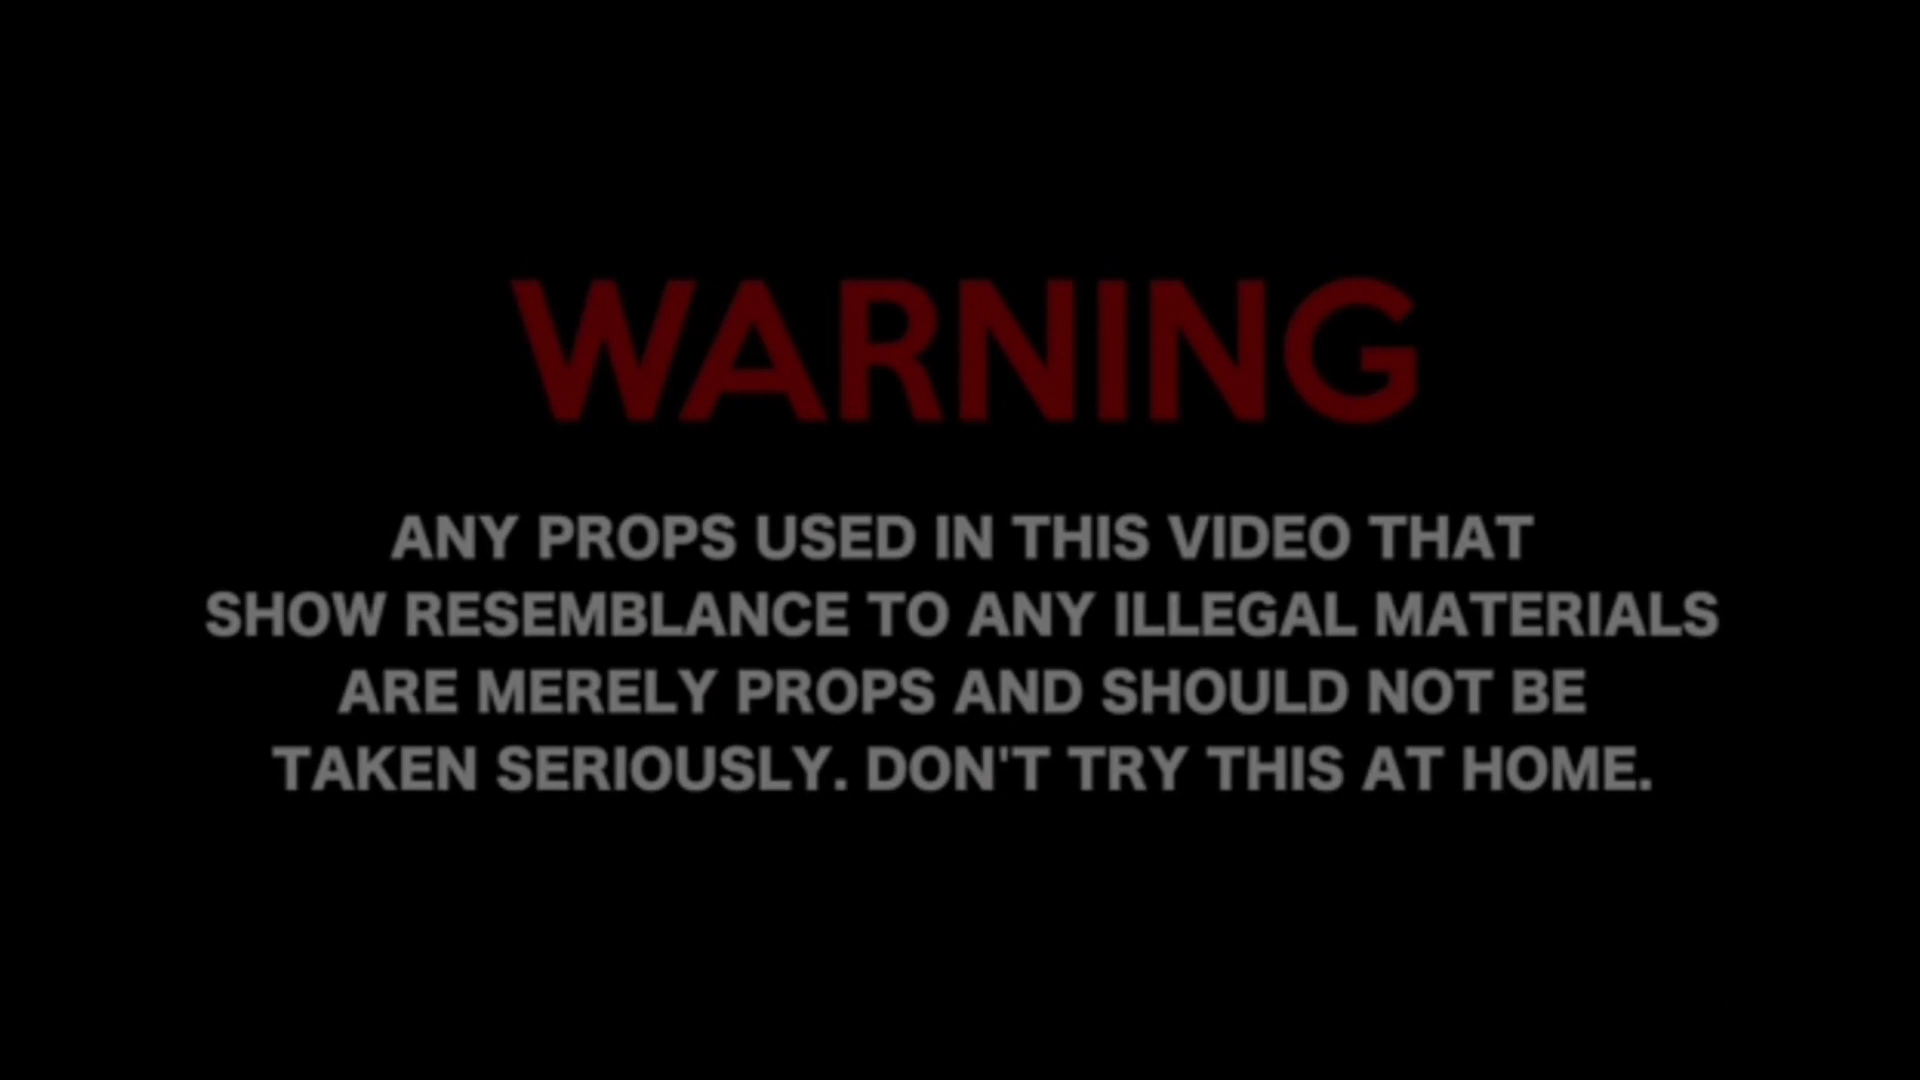 WARNING
ANY PROPS USED IN THIS VIDEO THAT
SHOW RESEMBLANCE TO ANY ILLEGAL MATERIALS
ARE MERELY PROPS AND SHOULD NOT BE
TAKEN SERIOUSLY. DON'T TRY THIS AT HOME.